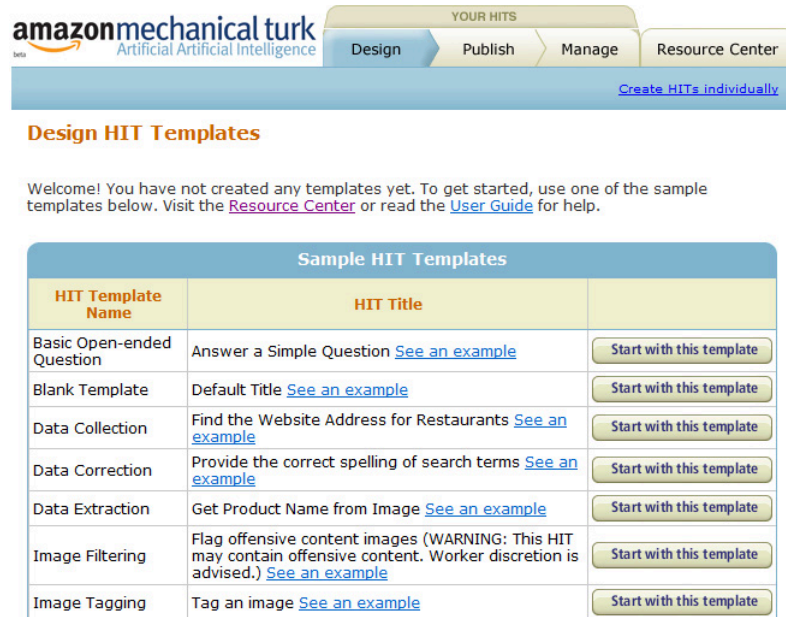 YOUR HITS
amazonmechanical turk
beta
Artificial Artificial Intelligence
Design
Publish
Manage
Resource Center
Create HITs individually
Design HIT Templates
Welcome! You have not created any templates yet. To get started, use one of the sample
templates below. Visit the Resource Center or read the User Guide for help.
Sample HIT Templates
HIT Template
Name
HIT Title
Basic Open-ended
Question
Answer a Simple Question See an example
Start with this template
Blank Template
Default Title See an example
Start with this template
Data Collection
Find the Website Address for Restaurants See an
example
Start with this template
Data Correction
Provide the correct spelling of search terms See an
example
Start with this template
Data Extraction
Get Product Name from Image See an example
Start with this template
Image Filtering
Flag offensive content images (WARNING: This HIT
may contain offensive content. Worker discretion is
advised.) See an example
Start with this template
Image Tagging
Tag an image See an example
Start with this template